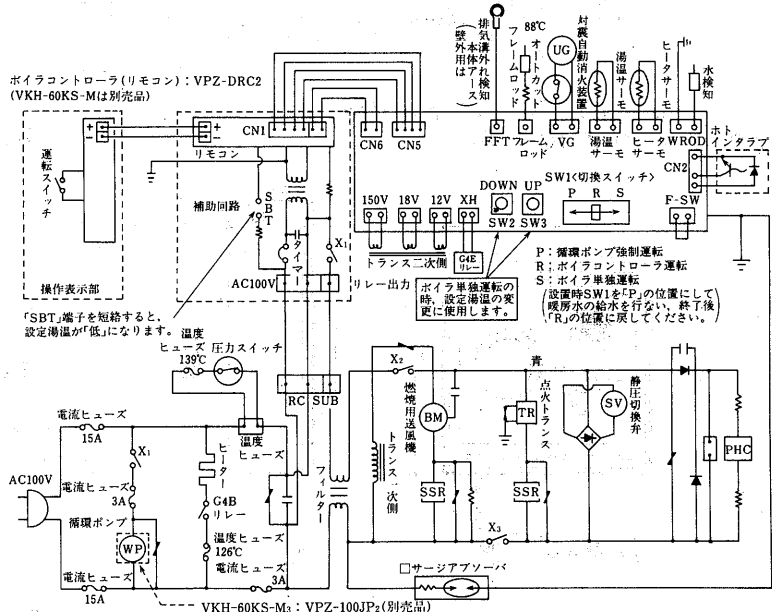 ボイラコントローラ(リモコン):VPZ-DRC2
(VKH-60KS-Mは別売品)
運転スイッチ
操作表示部
CN1
リモコン
補助回路
SBT
タイマー
X1
AC100V
リレー出力
「SBT」端子を短絡すると、
設定湯温が「低」になります。
排気溝外れ検知
本体アース
(壁外用は)
フレームロッド
88℃
オートカット
UG
対震自動消火装置
湯温サーモ
ヒータサーモ
水検知
CN6
CN5
FFT
フレームロッド
VG
湯温サーモ
ヒータサーモ
WROD
ホトインタラプタ
CN2
SW1<切換スイッチ>
P R S
DOWN
UP
SW2
SW3
F-SW
150V
18V
12V
XH
G4E
リレー
トランス二次側
ボイラ単独運転の
時、設定湯温の変
更に使用します。
P:循環ポンプ強制運転
R:ボイラコントローラ運転
S:ボイラ単独運転
(設置時SW1を「P」の位置にして
暖房水の給水を行ない、終了後
「R」の位置に戻してください。)
温度
ヒューズ
139℃
圧力スイッチ
RC SUB
温度
ヒューズ
電流ヒューズ
15A
AC100V
X1
電流ヒューズ
3A
循環ポンプ
WP
ヒーター
G4B
リレー
温度ヒューズ
126℃
電流ヒューズ
3A
電流ヒューズ
15A
フィルター
トランス一次側
X2
燃焼用送風機
BM
SSR
青
TR
点火トランス
SSR
X3
SV
静圧切換弁
PHC
□サージアブソーバ
VKH-60KS-M3:VPZ-100JP2(別売品)